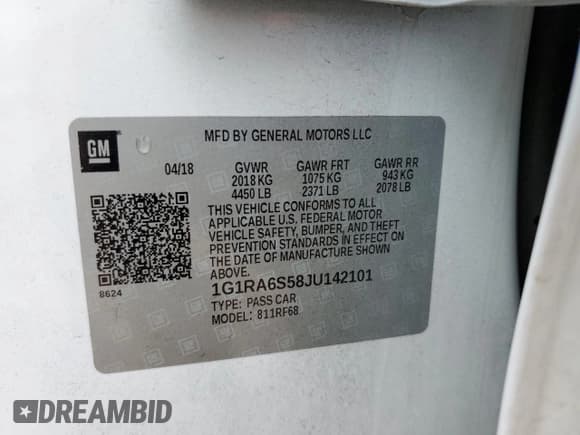 GM
MFD BY GENERAL MOTORS LLC
04/18 GVWR GAWR FRT GAWR RR
2018 KG 1075 KG 943 KG
4450 LB 2371 LB 2078 LB
THIS VEHICLE CONFORMS TO ALL
APPLICABLE U.S. FEDERAL MOTOR
VEHICLE SAFETY, BUMPER, AND THEFT
PREVENTION STANDARDS IN EFFECT ON
THE DATE OF MANUFACTURE SHOWN ABOVE.
8624
1G1RA6S58JU142101
TYPE: PASS CAR
MODEL: 811RF68
DREAMBID